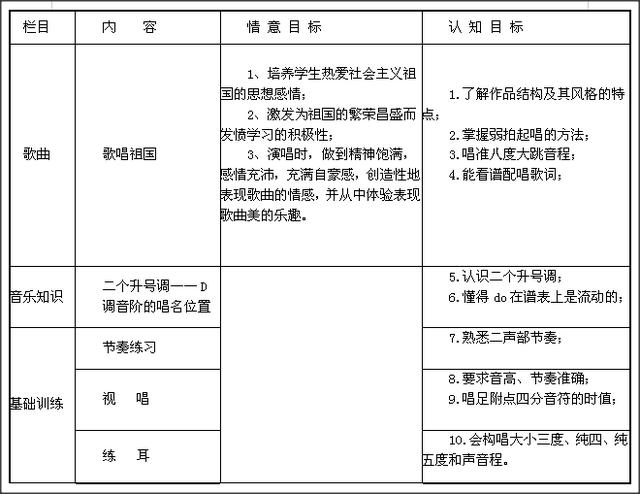 栏目 内 容 情 意 目 标 认 知 目 标
歌曲
歌唱祖国
1、培养学生热爱社会主义祖
国的思想感情;
2、激发为祖国的繁荣昌盛而
发愤学习的积极性;
3、演唱时，做到精神饱满，
感情充沛，充满自蒙感，创造性地
表现歌曲的情感，并从中体验表现
歌曲美的乐趣。
1.了解作品结构及其风格的特
点;
2.掌握弱拍起唱的方法;
3.唱准八度大跳音程;
4.能看谱配唱歌词;
音乐知识
二个升号调——D
调音阶的唱名位置
5.认识二个升号调;
6.懂得 do 在谱表上是流动的;
基础训练
节奏练习
7.熟悉二声部节奏;
视 唱
8.要求音高、节奏准确;
9.唱足附点四分音符的时值;
练 耳
10.会构唱大小三度、纯四、纯
五度和声音程。